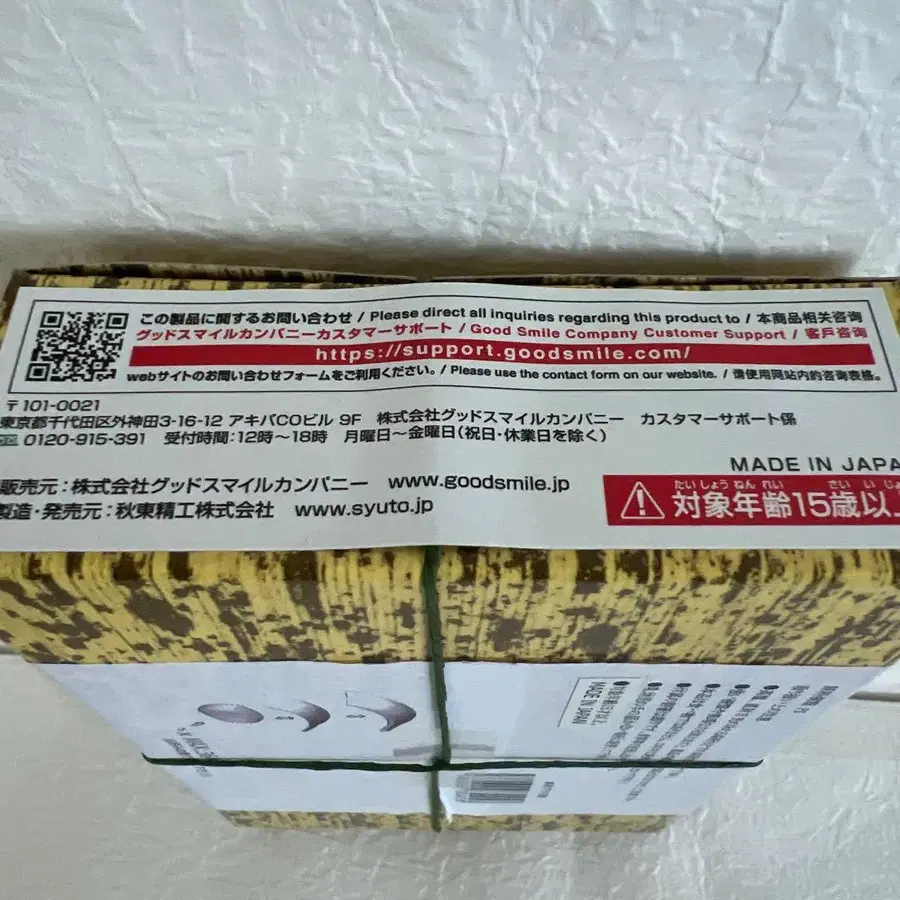 この製品に関するお問い合わせ / Please direct all inquiries regarding this product to / 本商品相关咨询
グッドスマイルカンパニーカスタマーサポート / Good Smile Company Customer Support / 客戶咨询
https://support.goodsmile.com/
webサイトのお問い合わせフォームをご利用ください。/ Please use the contact form on our website. / 请使用网站内的咨询表格。
〒101-0021
東京都千代田区外神田3-16-12 アキバCOビル 9F 株式会社グッドスマイルカンパニー カスタマーサポート係
0120-915-391 受付時間:12時〜18時 月曜日〜金曜日(祝日・休業日を除く)
MADE IN JAPA
販売元:株式会社グッドスマイルカンパニー www.goodsmile.jp
製造・発売元:秋東精工株式会社 www.syuto.jp
たいしょうねんれい さいいじょ
対象年齢15歳以上
MADE IN JAPAN